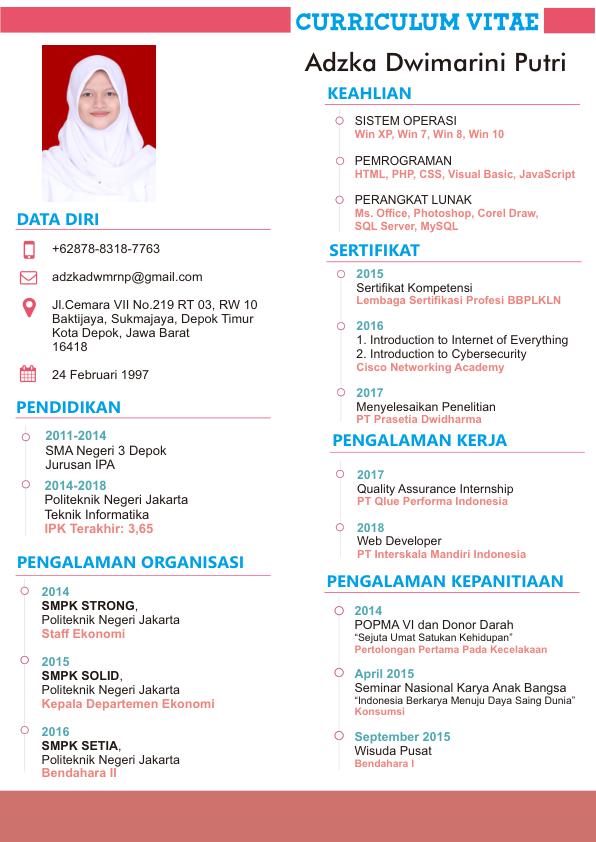 CURRICULUM VITAE
Adzka Dwimarini Putri
DATA DIRI
+62878-8318-7763
adzkadwmrnp@gmail.com
Jl.Cemara VII No.219 RT 03, RW 10
Baktijaya, Sukmajaya, Depok Timur
Kota Depok, Jawa Barat
16418
24 Februari 1997
PENDIDIKAN
2011-2014
SMA Negeri 3 Depok
Jurusan IPA
2014-2018
Politeknik Negeri Jakarta
Teknik Informatika
IPK Terakhir: 3,65
PENGALAMAN ORGANISASI
2014
SMPK STRONG,
Politeknik Negeri Jakarta
Staff Ekonomi
2015
SMPK SOLID,
Politeknik Negeri Jakarta
Kepala Departemen Ekonomi
2016
SMPK SETIA,
Politeknik Negeri Jakarta
Bendahara II
KEAHLIAN
SISTEM OPERASI
Win XP, Win 7, Win 8, Win 10
PEMROGRAMAN
HTML, PHP, CSS, Visual Basic, JavaScript
PERANGKAT LUNAK
Ms. Office, Photoshop, Corel Draw,
SQL Server, MySQL
SERTIFIKAT
2015
Sertifikat Kompetensi
Lembaga Sertifikasi Profesi BBPLKLN
2016
1. Introduction to Internet of Everything
2. Introduction to Cybersecurity
Cisco Networking Academy
2017
Menyelesaikan Penelitian
PT Prasetia Dwidharma
PENGALAMAN KERJA
2017
Quality Assurance Internship
PT Qlue Performa Indonesia
2018
Web Developer
PT Interskala Mandiri Indonesia
PENGALAMAN KEPANITIAAN
2014
POPMA VI dan Donor Darah
“Sejuta Umat Satukan Kehidupan”
Pertolongan Pertama Pada Kecelakaan
April 2015
Seminar Nasional Karya Anak Bangsa
“Indonesia Berkarya Menuju Daya Saing Dunia”
Konsumsi
September 2015
Wisuda Pusat
Bendahara I